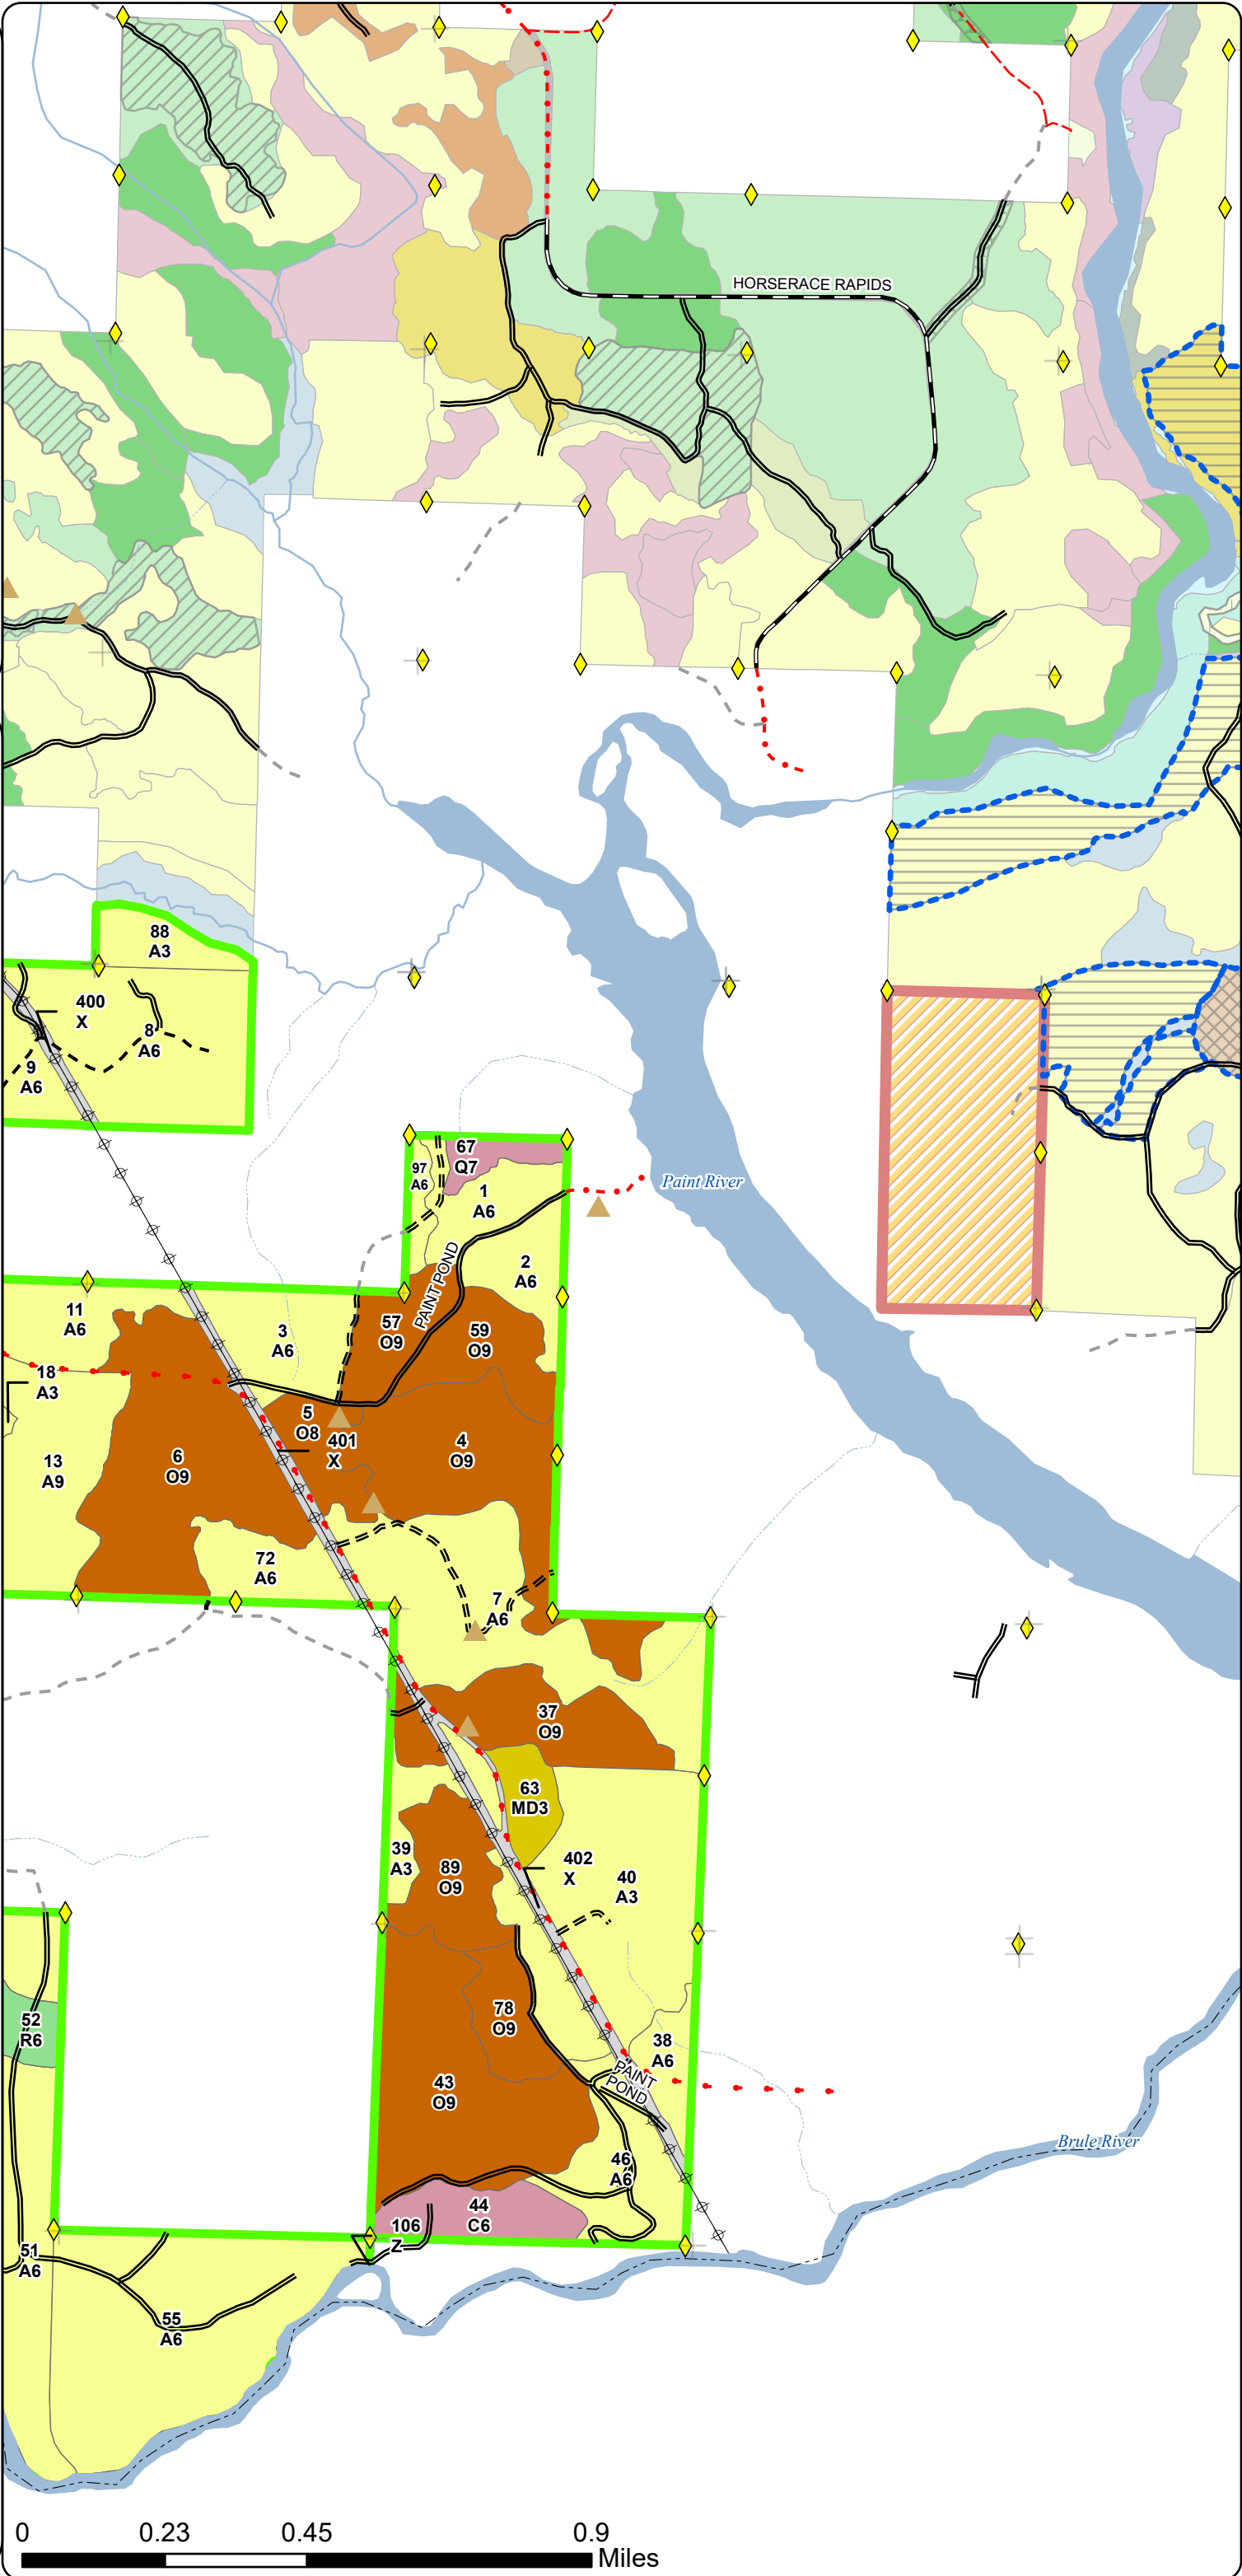 HORSERACE RAPIDS
88
A3
400
X
8
A6
9
A6
67
Q7
97
A6
1
A6
Paint River
2
A6
PAINT POND
11
A6
3
A6
57
O9
59
O9
18
A3
5
O8
401
X
4
O9
13
A9
6
O9
72
A6
7
A6
37
O9
63
MD3
39
A3
89
O9
402
X
40
A3
52
R6
78
O9
38
A6
PAINT
POND
43
O9
Brule River
46
A6
44
C6
106
Z
51
A6
55
A6
0 0.23 0.45 0.9
Miles